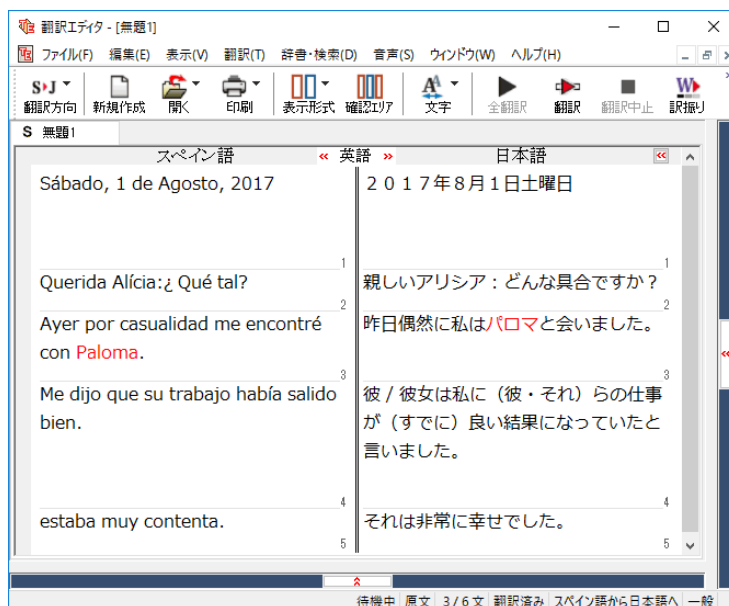 翻訳エディタ - [無題1]
ファイル(F) 編集(E) 表示(V) 翻訳(T) 辞書・検索(D) 音声(S) ウィンドウ(W) ヘルプ(H)
S▸J
翻訳方向 新規作成 開く 印刷 表示形式 確認エリア 文字 全翻訳 翻訳 翻訳中止 訳振り
S 無題1
スペイン語 « 英語 » 日本語 «
Sábado, 1 de Agosto, 2017
２０１７年８月１日土曜日
1 1
Querida Alícia:¿ Qué tal?
親しいアリシア：どんな具合ですか？
2 2
Ayer por casualidad me encontré
con Paloma.
昨日偶然に私はパロマと会いました。
3 3
Me dijo que su trabajo había salido
bien.
彼 / 彼女は私に（彼・それ）らの仕事
が（すでに）良い結果になっていたと
言いました。
4 4
estaba muy contenta.
それは非常に幸せでした。
5 5
待機中 原文 3/6文 翻訳済み スペイン語から日本語へ 一般